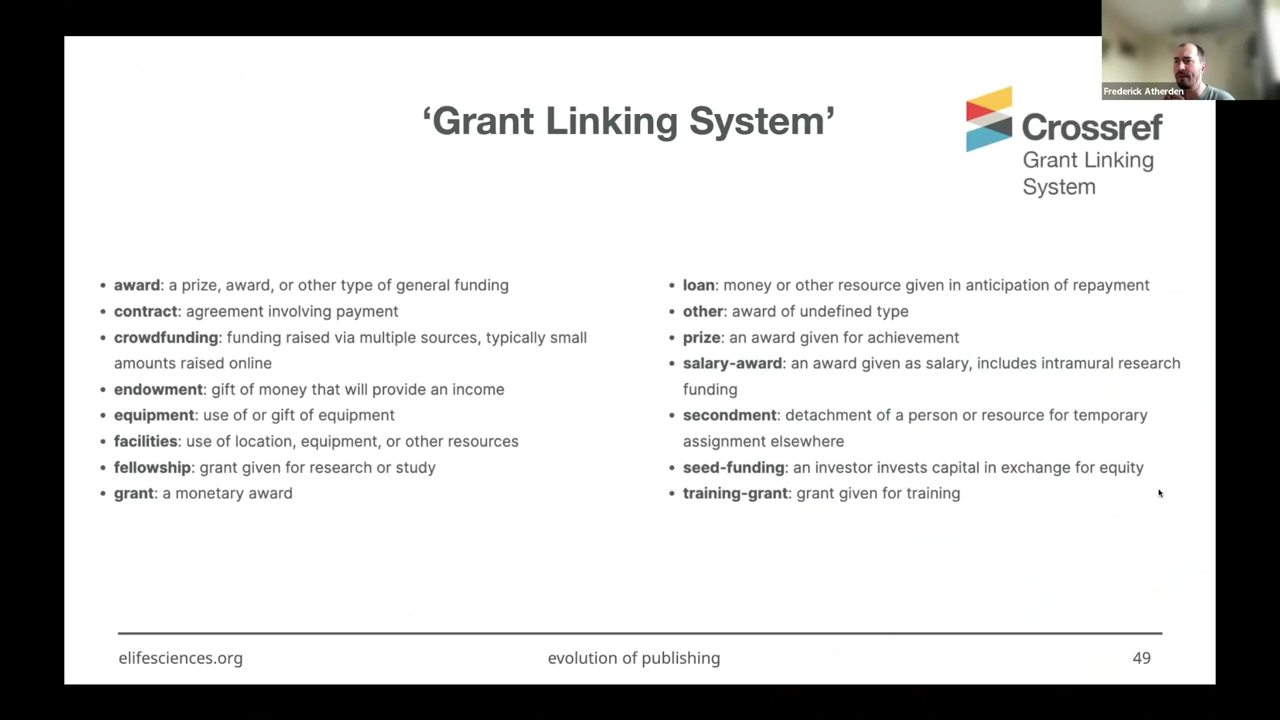 Frederick Atherden
‘Grant Linking System’
Crossref
Grant Linking
System
• award: a prize, award, or other type of general funding
• contract: agreement involving payment
• crowdfunding: funding raised via multiple sources, typically small
amounts raised online
• endowment: gift of money that will provide an income
• equipment: use of or gift of equipment
• facilities: use of location, equipment, or other resources
• fellowship: grant given for research or study
• grant: a monetary award
• loan: money or other resource given in anticipation of repayment
• other: award of undefined type
• prize: an award given for achievement
• salary-award: an award given as salary, includes intramural research
funding
• secondment: detachment of a person or resource for temporary
assignment elsewhere
• seed-funding: an investor invests capital in exchange for equity
• training-grant: grant given for training
elifesciences.org
evolution of publishing
49